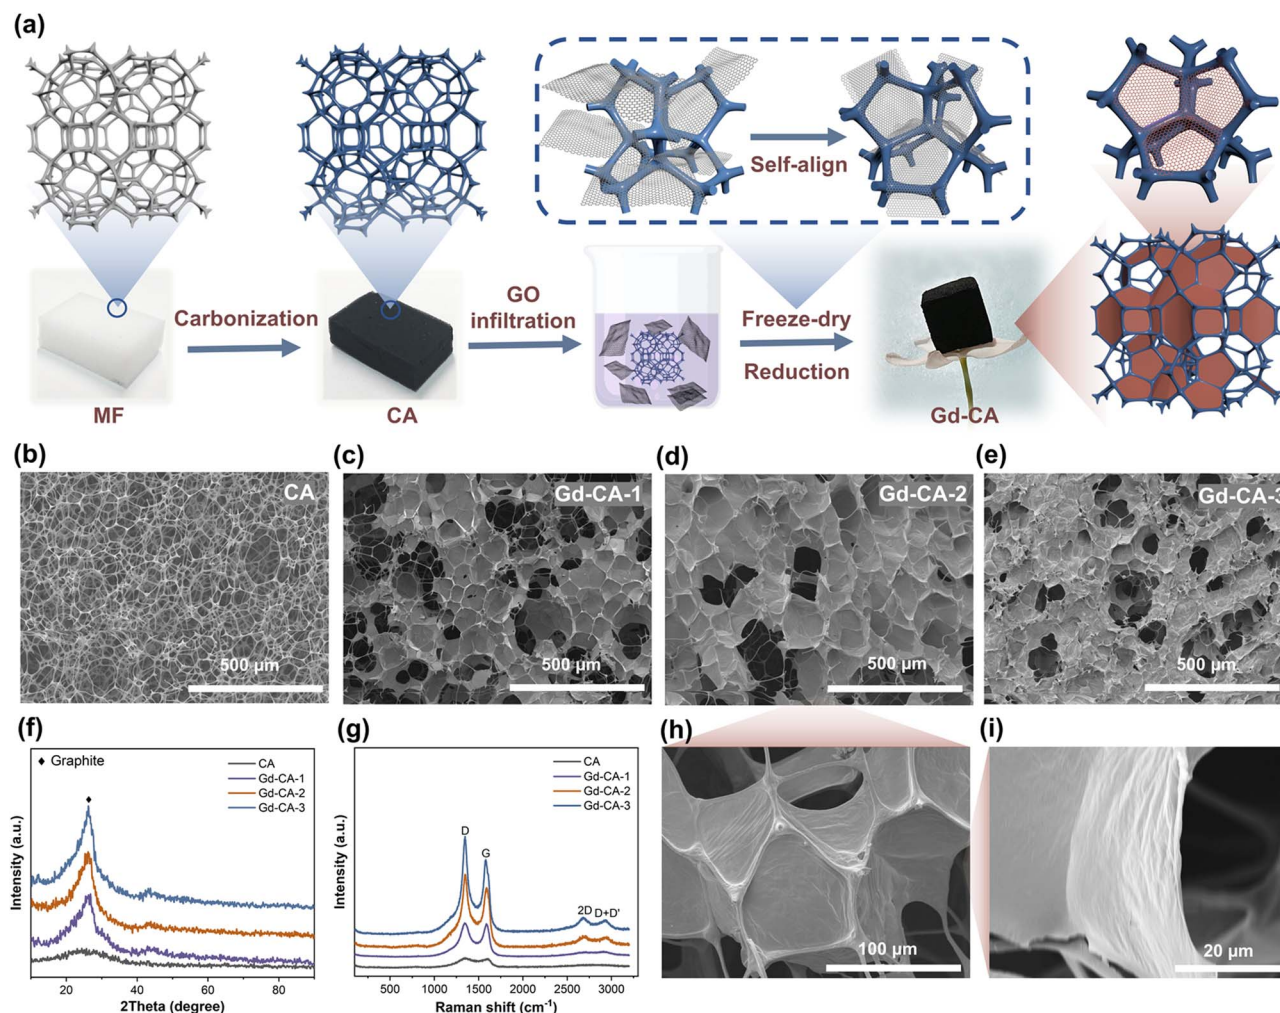 (a)
Self-align
Carbonization
GO
infiltration
Freeze-dry
Reduction
MF
CA
Gd-CA
(b)
CA
500 μm
(c)
Gd-CA-1
500 μm
(d)
Gd-CA-2
500 μm
(e)
500 μm
(f)
♦ Graphite
CA
Gd-CA-1
Gd-CA-2
Gd-CA-3
Intensity (a.u.)
20
40
60
80
2Theta (degree)
(g)
CA
Gd-CA-1
Gd-CA-2
Gd-CA-3
D
G
2D
D+D'
Intensity (a.u.)
500
1000
1500
2000
2500
3000
Raman shift (cm⁻¹)
(h)
100 μm
(i)
20 μm